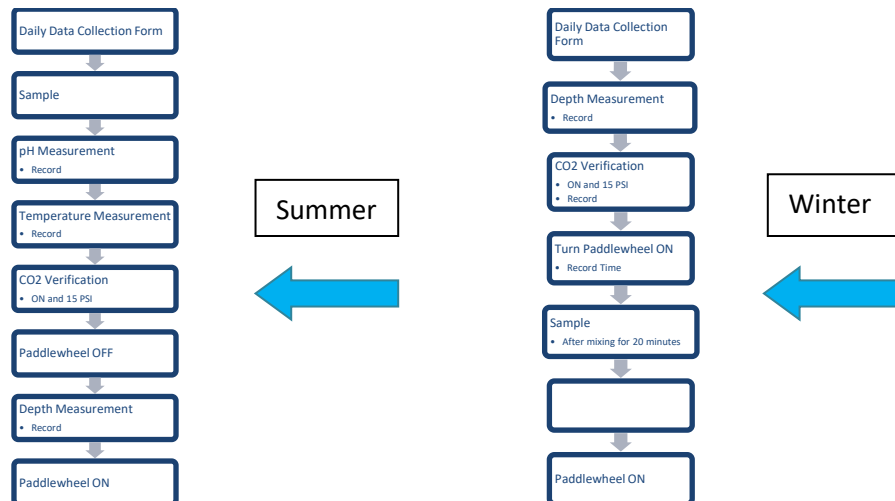 Daily Data Collection Form
Sample
pH Measurement
• Record
Temperature Measurement
• Record
CO2 Verification
• ON and 15 PSI
Paddlewheel OFF
Depth Measurement
• Record
Paddlewheel ON
Summer
Daily Data Collection
Form
Depth Measurement
• Record
CO2 Verification
• ON and 15 PSI
• Record
Turn Paddlewheel ON
• Record Time
Sample
• After mixing for 20 minutes
Paddlewheel ON
Winter